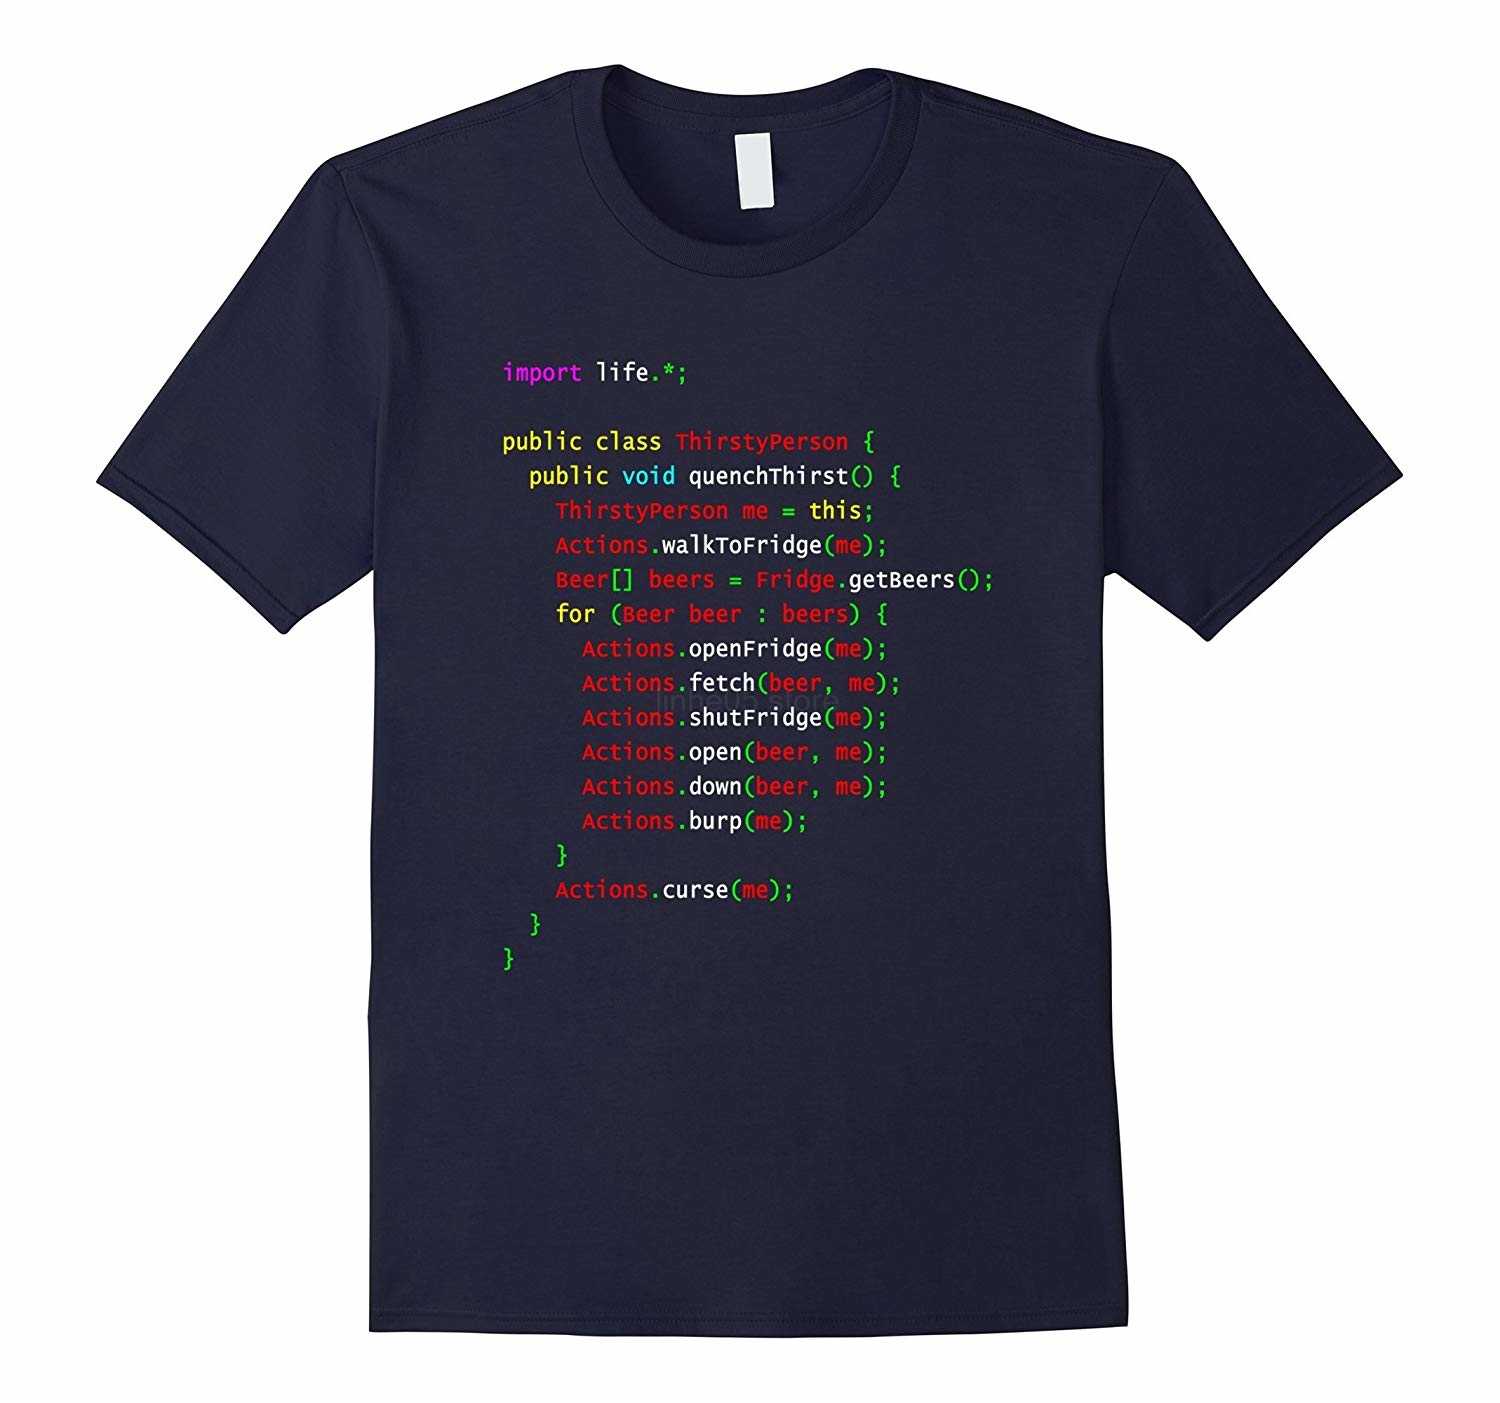 import life.*;
public class ThirstyPerson {
public void quenchThirst() {
ThirstyPerson me = this;
Actions.walkToFridge(me);
Beer[] beers = Fridge.getBeers();
for (Beer beer : beers) {
Actions.openFridge(me);
Actions.fetch(beer, me);
Actions.shutFridge(me);
Actions.open(beer, me);
Actions.down(beer, me);
Actions.burp(me);
}
Actions.curse(me);
}
}